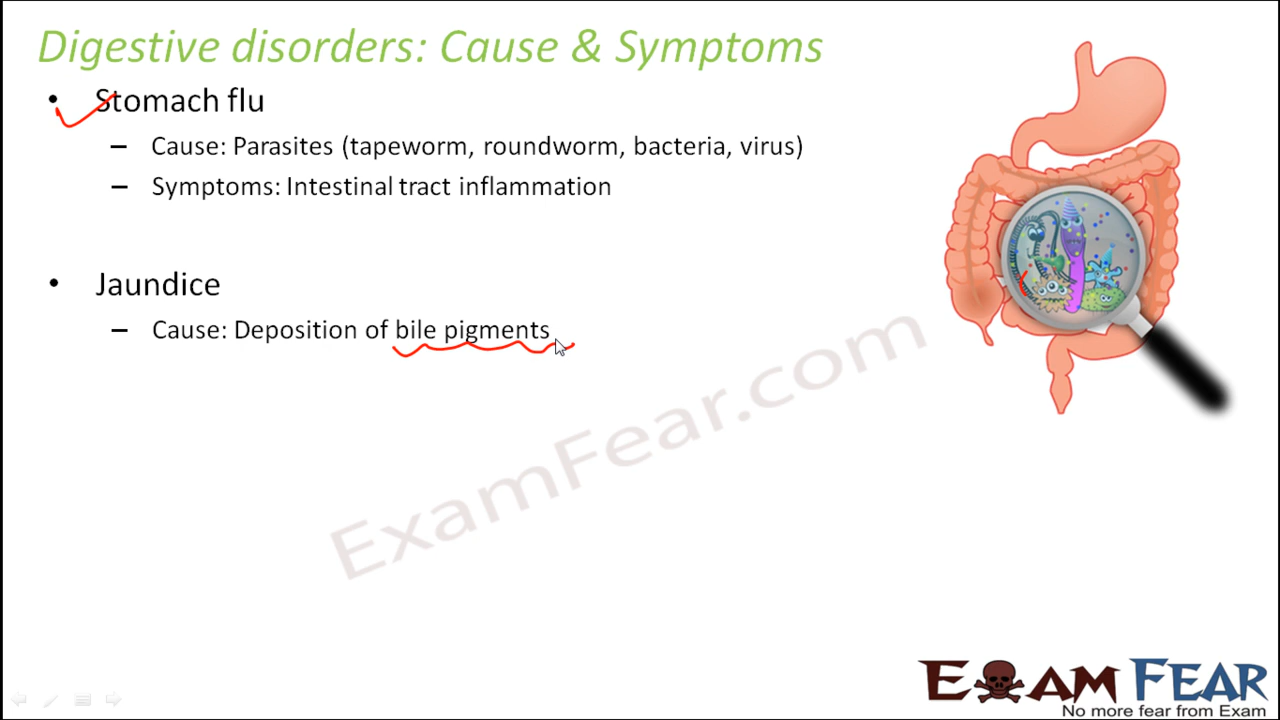 Digestive disorders: Cause & Symptoms
• Stomach flu
– Cause: Parasites (tapeworm, roundworm, bacteria, virus)
– Symptoms: Intestinal tract inflammation
• Jaundice
– Cause: Deposition of bile pigments
ExamFear.com
EXAM FEAR
No more fear from Exam